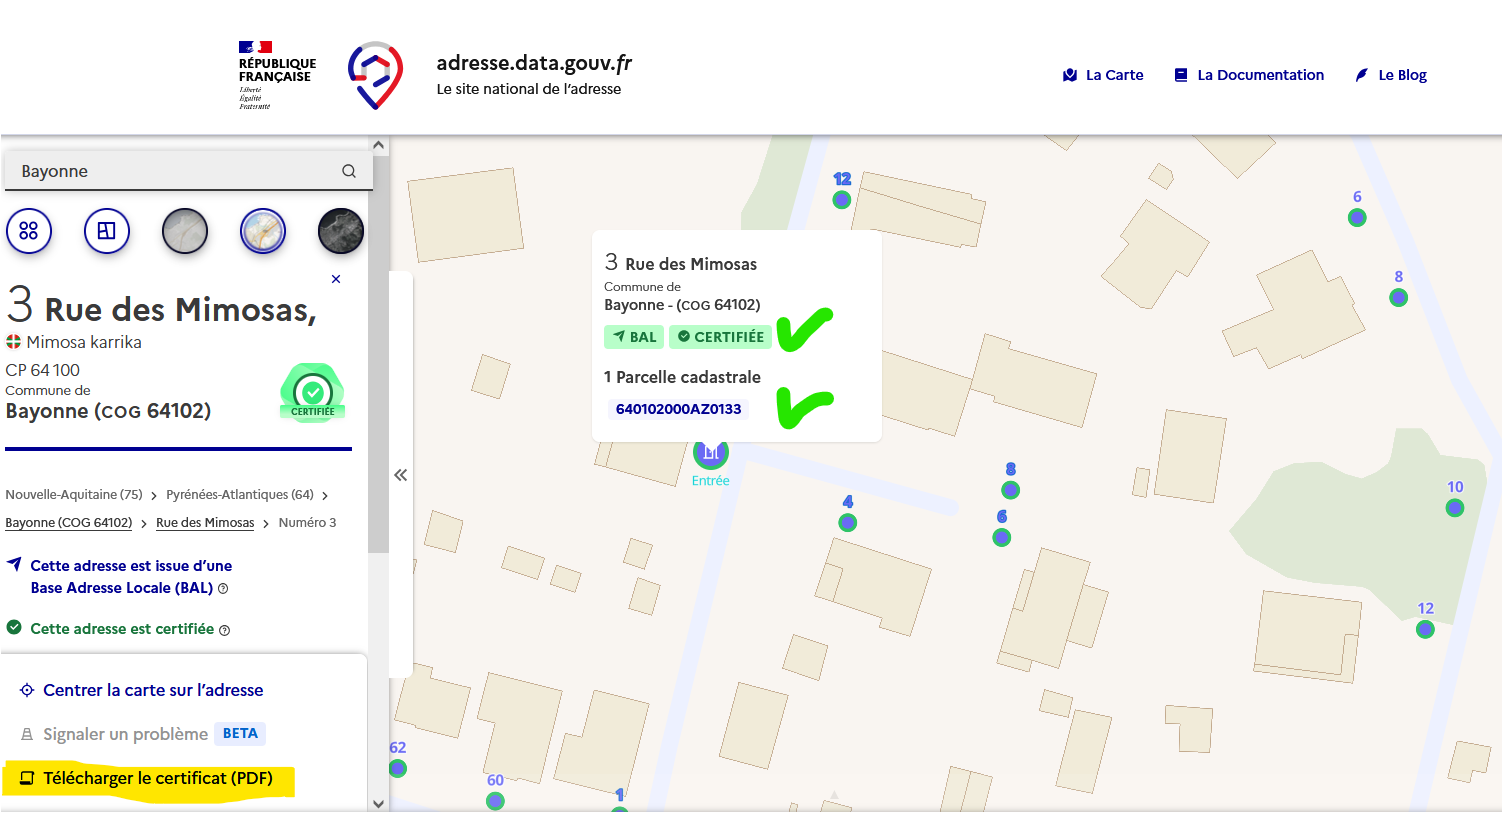 RÉPUBLIQUE
FRANÇAISE
Liberté
Égalité
Fraternité
adresse.data.gouv.fr
Le site national de l’adresse
La Carte
La Documentation
Le Blog
Bayonne
3 Rue des Mimosas,
Mimosa karrika
CP 64 100
Commune de
Bayonne (COG 64102)
CERTIFIÉE
Nouvelle-Aquitaine (75) > Pyrénées-Atlantiques (64) >
Bayonne (COG 64102) > Rue des Mimosas > Numéro 3
Cette adresse est issue d’une
Base Adresse Locale (BAL)
Cette adresse est certifiée
Centrer la carte sur l’adresse
Signaler un problème BETA
Télécharger le certificat (PDF)
12
6
8
3 Rue des Mimosas
Commune de
Bayonne - (COG 64102)
BAL CERTIFIÉE
1 Parcelle cadastrale
640102000AZ0133
Entrée
8
4
6
10
12
62
60
1